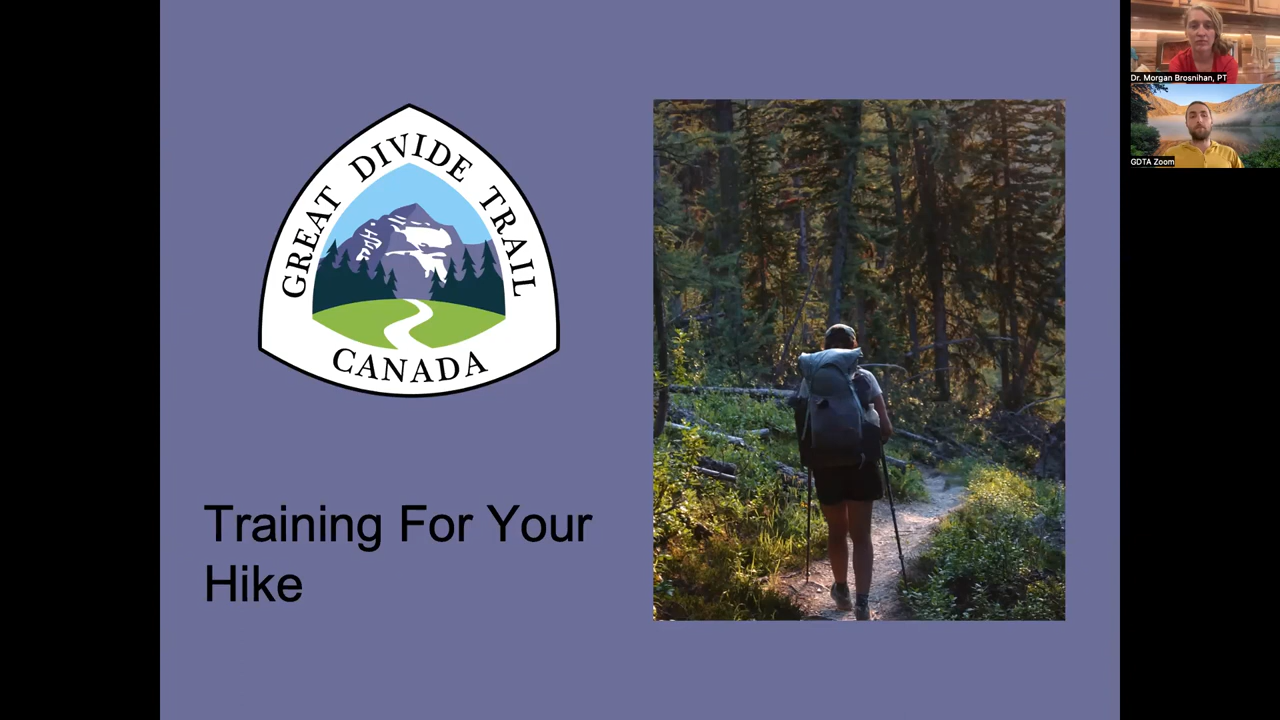 GREAT DIVIDE TRAIL
CANADA
Training For Your
Hike
Dr. Morgan Brosnihan, PT
GDTA Zoom